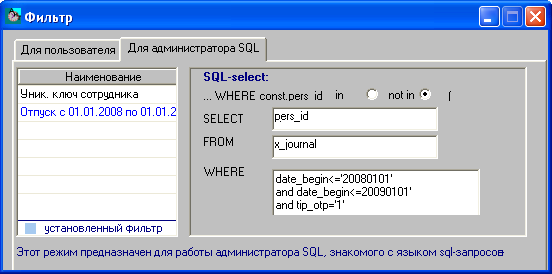 Фильтр
Для пользователя
Для администратора SQL
Наименование
Уник. ключ сотрудника
Отпуск с 01.01.2008 по 01.01.2
установленный фильтр
SQL-select:
... WHERE const.pers_id in not in (
SELECT pers_id
FROM x_journal
WHERE
date_begin<='20080101'
and date_begin<=20090101'
and tip_otp='1'
Этот режим предназначен для работы администратора SQL, знакомого с языком sql-запросов